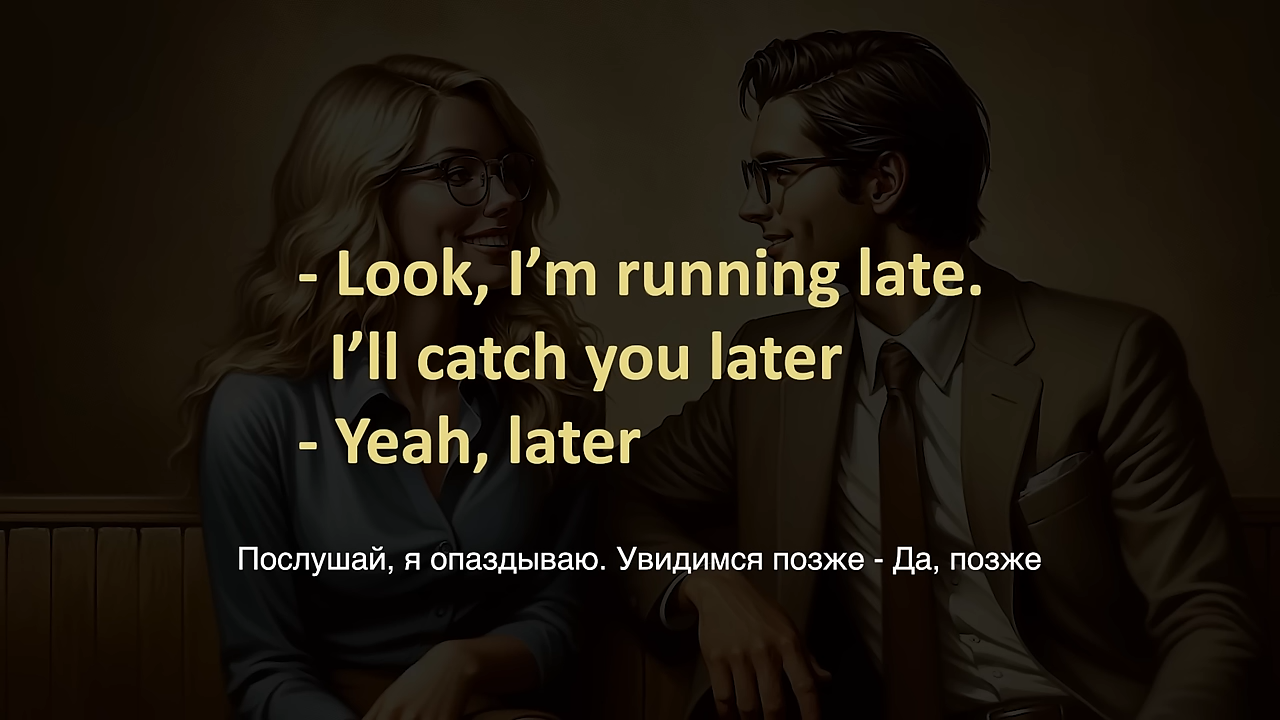 - Look, I’m running late.
I’ll catch you later
- Yeah, later
Послушай, я опаздываю. Увидимся позже - Да, позже